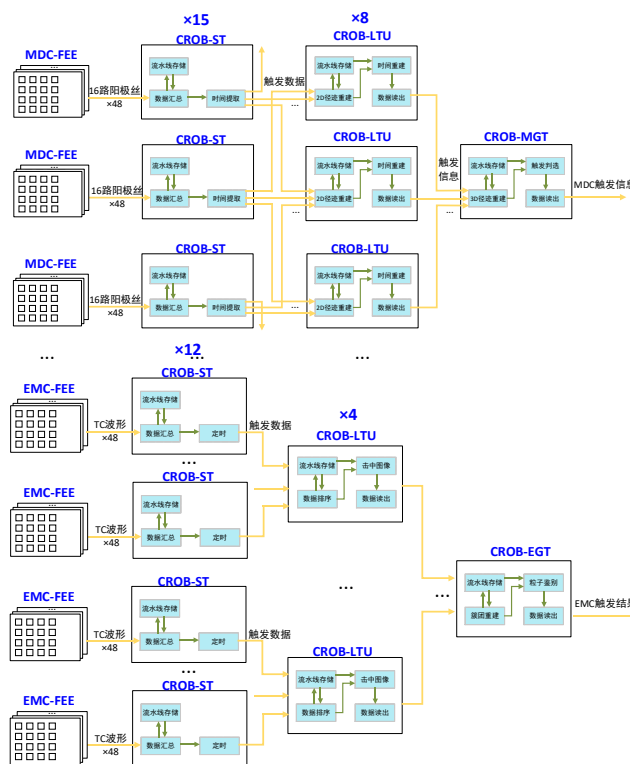 ×15
×8
CROB-ST
CROB-LTU
MDC-FEE
...
16路阳极丝
×48
流水线存储
数据汇总
时间提取
触发数据
...
流水线存储
时间重建
2D径迹重建
数据读出
MDC-FEE
...
16路阳极丝
×48
CROB-ST
流水线存储
数据汇总
时间提取
...
CROB-LTU
流水线存储
时间重建
2D径迹重建
数据读出
触发
信息
...
CROB-MGT
流水线存储
触发判选
3D径迹重建
数据读出
MDC触发信息
MDC-FEE
...
16路阳极丝
×48
CROB-ST
流水线存储
数据汇总
时间提取
...
CROB-LTU
流水线存储
时间重建
2D径迹重建
数据读出
...
...
...
×12
CROB-ST
EMC-FEE
...
TC波形
×48
流水线存储
数据汇总
定时
触发数据
...
×4
CROB-LTU
流水线存储
击中图像
数据排序
数据读出
EMC-FEE
...
TC波形
×48
CROB-ST
流水线存储
数据汇总
定时
...
...
...
CROB-EGT
流水线存储
粒子鉴别
簇团重建
数据读出
EMC触发结果
EMC-FEE
...
TC波形
×48
CROB-ST
流水线存储
数据汇总
定时
触发数据
...
CROB-LTU
流水线存储
击中图像
数据排序
数据读出
EMC-FEE
...
TC波形
×48
CROB-ST
流水线存储
数据汇总
定时